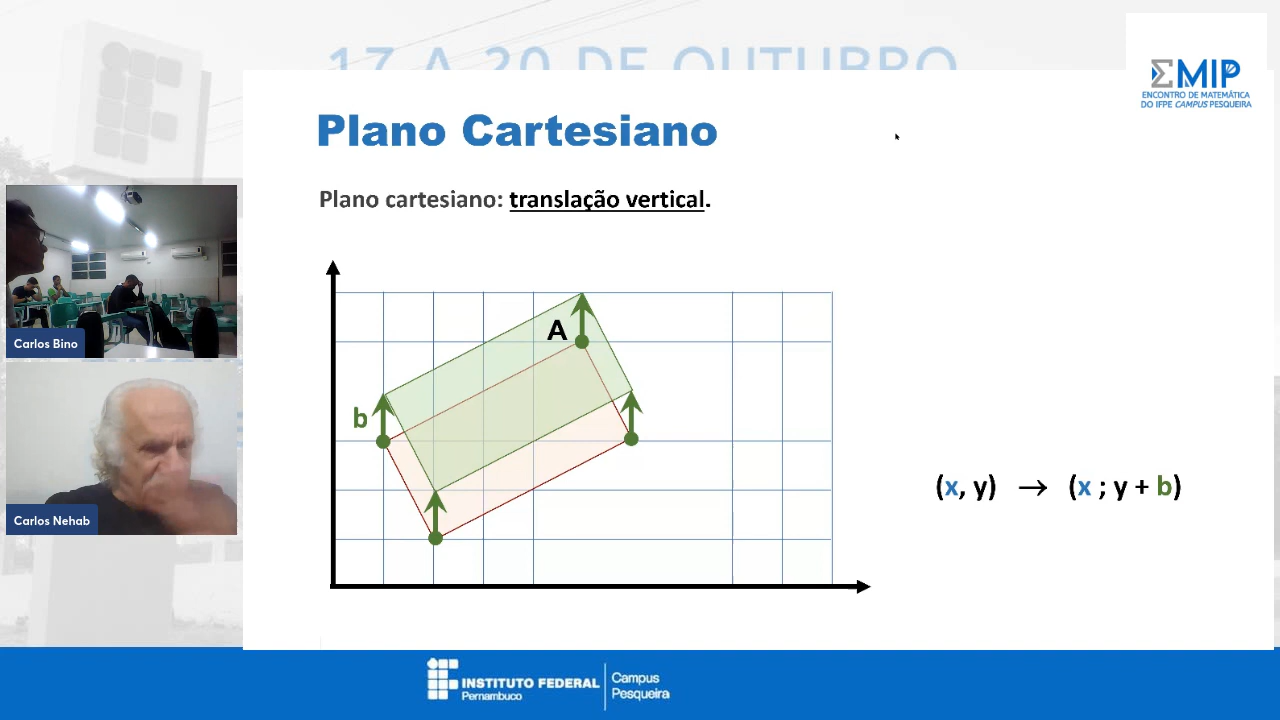 17 A 20 DE OUTUBRO
ΣMIP
ENCONTRO DE MATEMÁTICA
DO IFPE CAMPUS PESQUEIRA
Plano Cartesiano
Plano cartesiano: translação vertical.
A
b
(x, y) → (x ; y + b)
Carlos Bino
Carlos Nehab
INSTITUTO FEDERAL
Pernambuco
Campus
Pesqueira